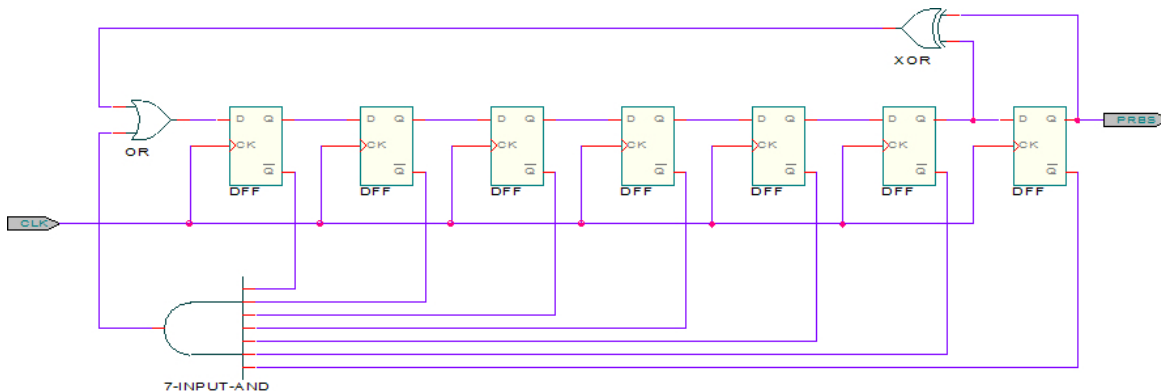 XOR
OR
D Q D Q D Q D Q D Q D Q D Q
PRBS
CK CK CK CK CK CK CK
Q Q Q Q Q Q Q
DFF DFF DFF DFF DFF DFF DFF
CLK
7-INPUT-AND